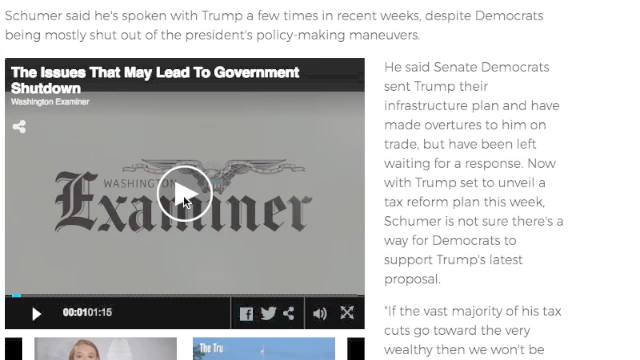 Schumer said he's spoken with Trump a few times in recent weeks, despite Democrats
being mostly shut out of the president's policy-making maneuvers.
The Issues That May Lead To Government
Shutdown
Washington Examiner
WASHINGTON
Examiner
00:01 01:15
The Tru
He said Senate Democrats
sent Trump their
infrastructure plan and have
made overtures to him on
trade, but have been left
waiting for a response. Now
with Trump set to unveil a
tax reform plan this week,
Schumer is not sure there's a
way for Democrats to
support Trump's latest
proposal.
"If the vast majority of his tax
cuts go toward the very
wealthy then we won't be